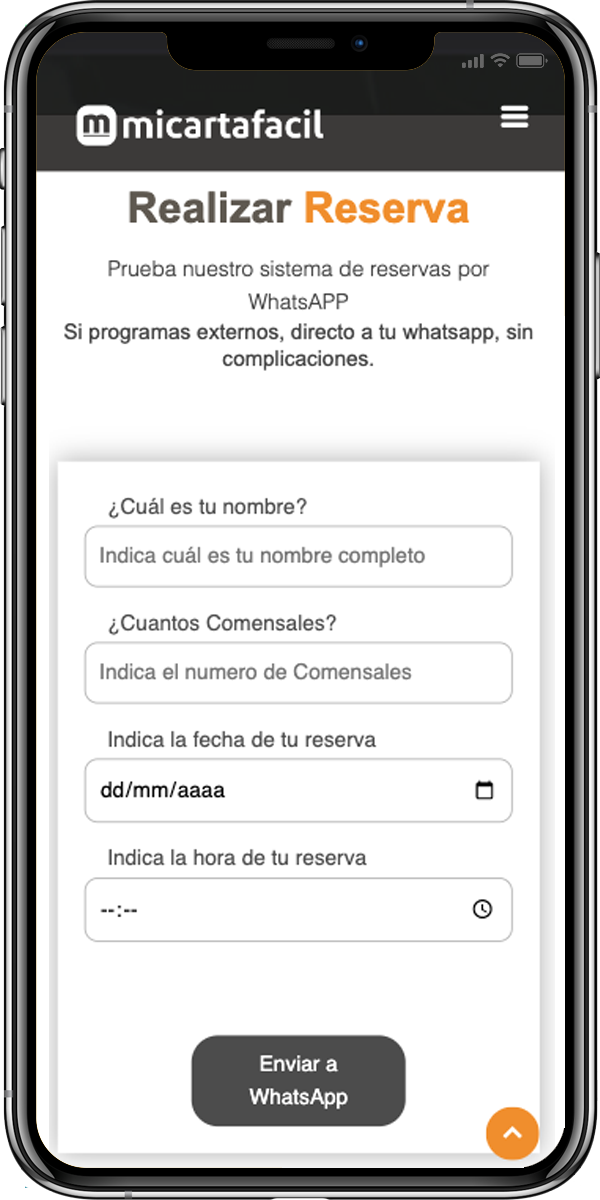 micartafacil
Realizar Reserva
Prueba nuestro sistema de reservas por
WhatsAPP
Si programas externos, directo a tu whatsapp, sin
complicaciones.
¿Cuál es tu nombre?
Indica cuál es tu nombre completo
¿Cuantos Comensales?
Indica el numero de Comensales
Indica la fecha de tu reserva
dd/mm/aaaa
Indica la hora de tu reserva
--:--
Enviar a
WhatsApp